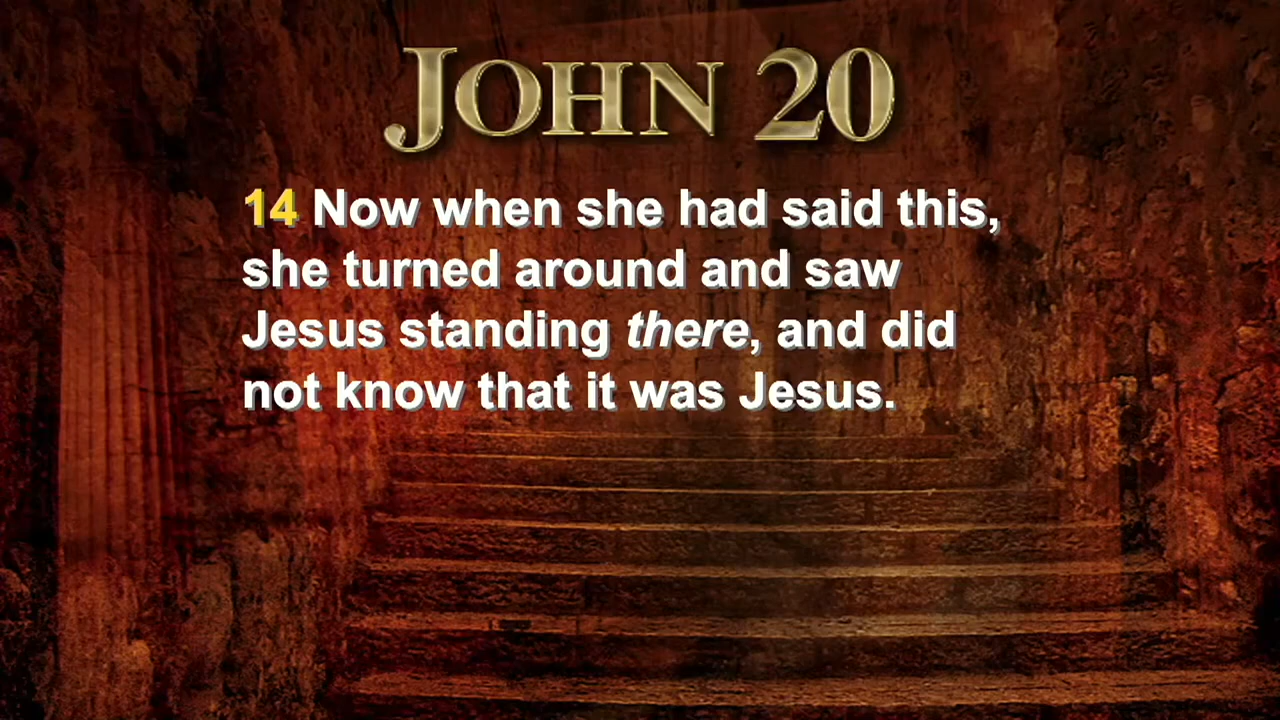 JOHN 20
14 Now when she had said this,
she turned around and saw
Jesus standing there, and did
not know that it was Jesus.